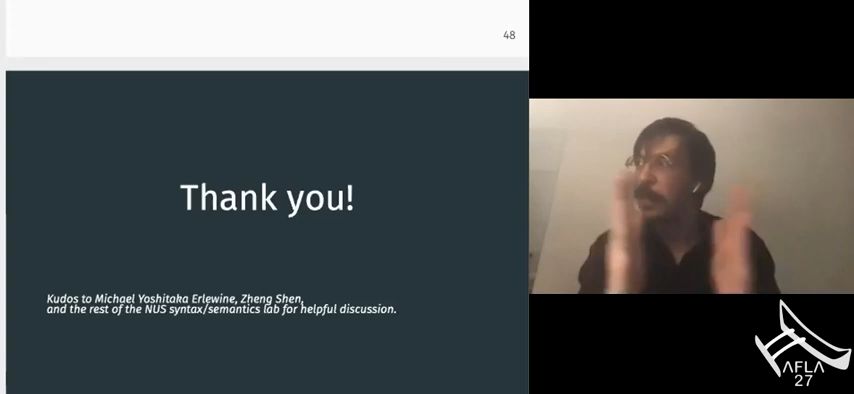 48
Thank you!
Kudos to Michael Yoshitaka Erlewine, Zheng Shen,
and the rest of the NUS syntax/semantics lab for helpful discussion.
AFLA
27